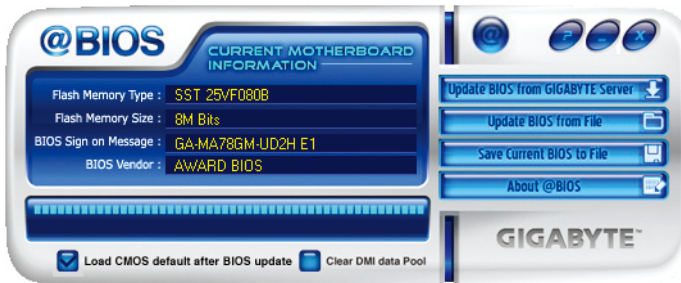 @BIOS
CURRENT MOTHERBOARD
INFORMATION
Flash Memory Type : SST 25VF080B
Flash Memory Size : 8M Bits
BIOS Sign on Message : GA-MA78GM-UD2H E1
BIOS Vendor : AWARD BIOS
Load CMOS default after BIOS update
Clear DMI data Pool
@
? _ X
Update BIOS from GIGABYTE Server
Update BIOS from File
Save Current BIOS to File
About @BIOS
GIGABYTE™